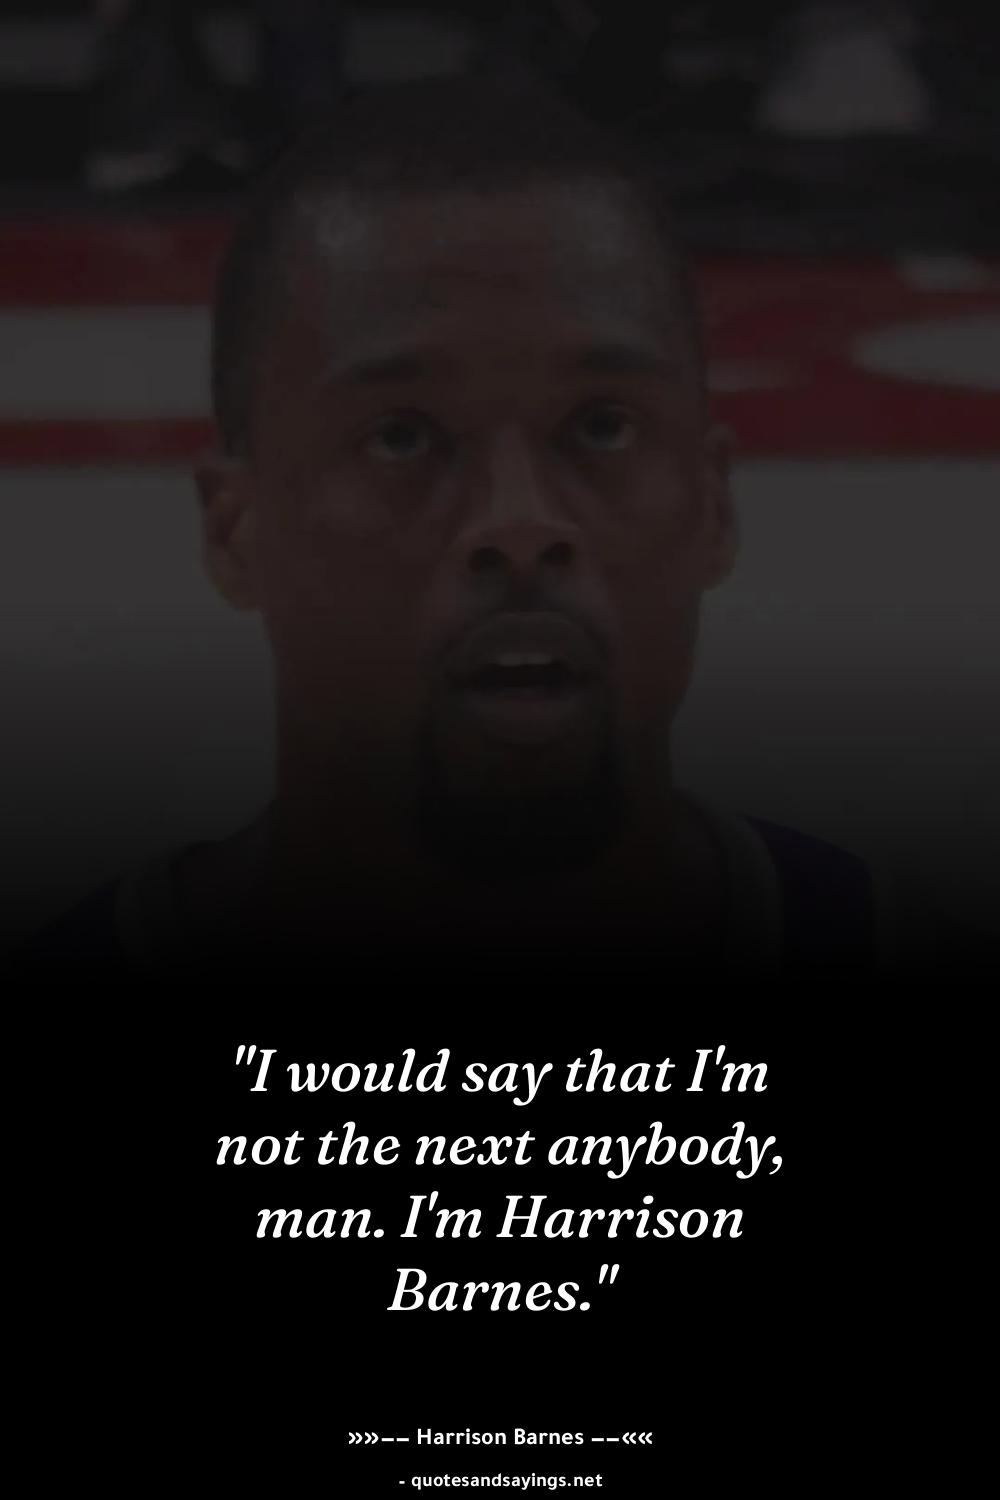 "I would say that I'm
not the next anybody,
man. I'm Harrison
Barnes."
»»−− Harrison Barnes −−««
- quotesandsayings.net